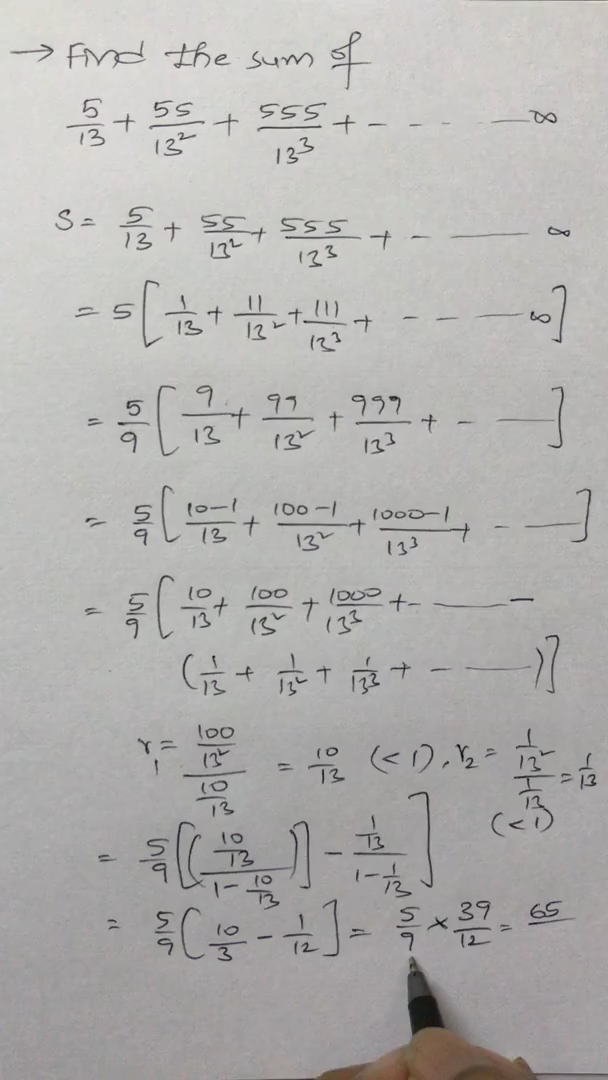 → Find the sum of
5/13 + 55/13² + 555/13³ + - - - — ∞
S = 5/13 + 55/13² + 555/13³ + - — ∞
= 5[1/13 + 11/13² + 111/13³ + - - - — ∞]
= 5/9[9/13 + 99/13² + 999/13³ + - —]
= 5/9[10-1/13 + 100-1/13² + 1000-1/13³ + - —]
= 5/9[10/13 + 100/13² + 1000/13³ + - — -
(1/13 + 1/13² + 1/13³ + - —)]
r₁ = 100/13² / 10/13 = 10/13 (<1), r₂ = 1/13² / 1/13 = 1/13
(<1)
= 5/9[(10/13 / 1 - 10/13)] - 1/13 / 1 - 1/13]
= 5/9(10/3 - 1/12] = 5/9 × 39/12 = 65/